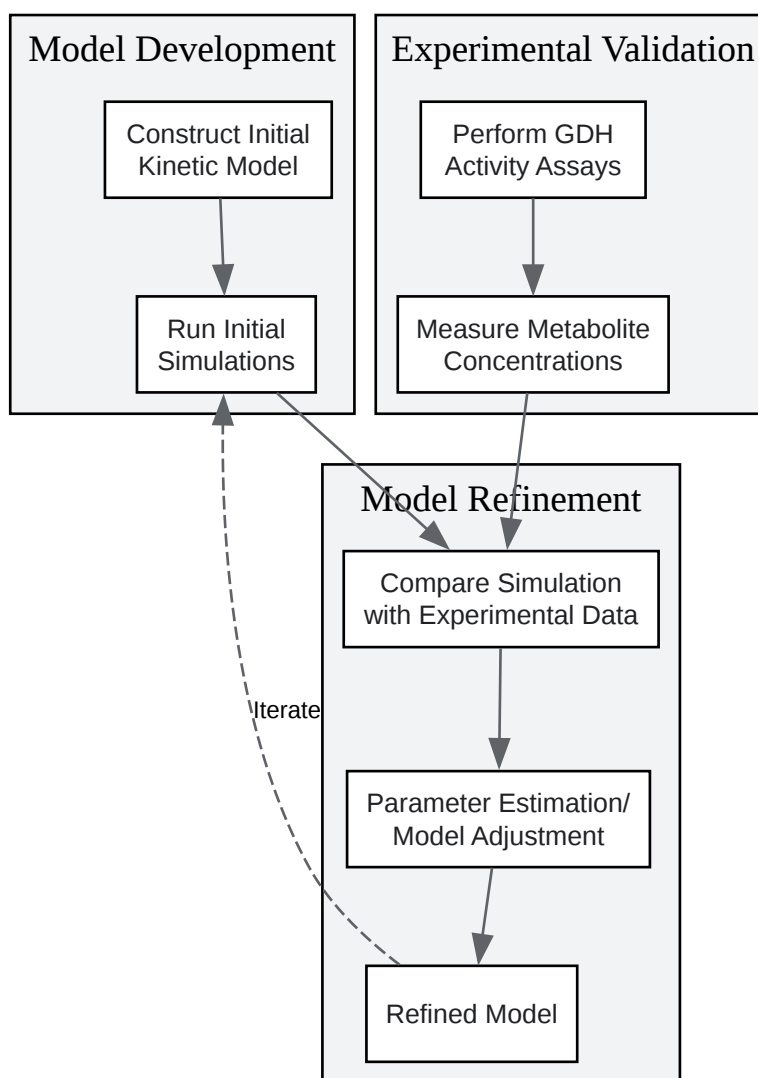 Model Development
Construct Initial
Kinetic Model
Run Initial
Simulations
Experimental Validation
Perform GDH
Activity Assays
Measure Metabolite
Concentrations
Model Refinement
Compare Simulation
with Experimental Data
Iterate
Parameter Estimation/
Model Adjustment
Refined Model